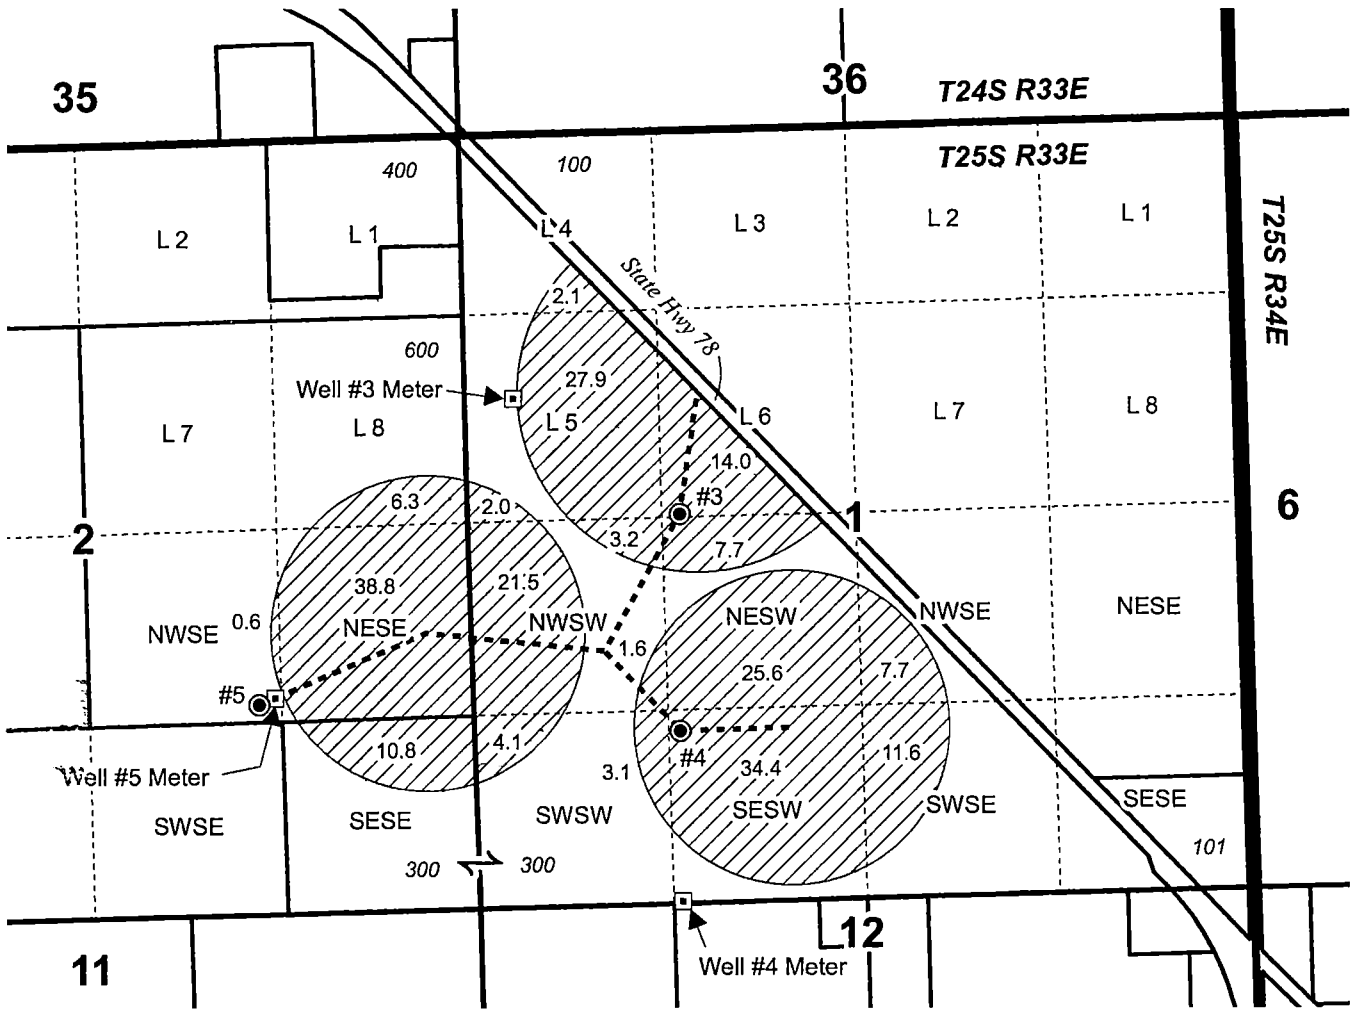 35
36
T24S R33E
T25S R33E
400
100
L 2
L 1
L 4
L 3
L 2
L 1
T25S R34E
State Hwy 78
2.1
600
27.9
Well #3 Meter
L 7
L 8
L 5
L 6
L 7
L 8
14.0
#3
6.3
2.0
2
1
6
3.2
7.7
38.8
21.5
0.6
NWSE
NESE
NWSW
NESW
NWSE
NESE
1.6
25.6
7.7
#5
10.8
4.1
#4
11.6
Well #5 Meter
3.1
34.4
SWSE
SESE
SWSW
SESW
SWSE
SESE
101
300
300
12
11
Well #4 Meter